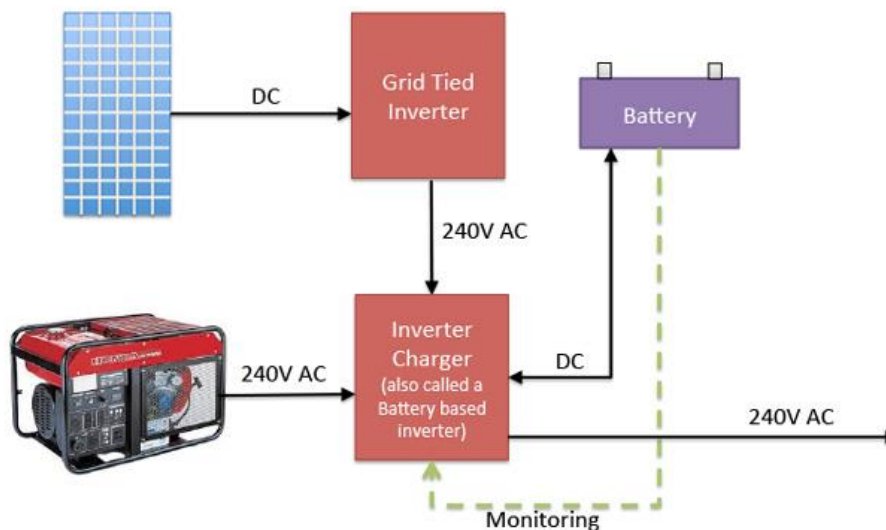 DC
Grid Tied
Inverter
Battery
240V AC
240V AC
Inverter
Charger
(also called a
Battery based
inverter)
DC
240V AC
Monitoring